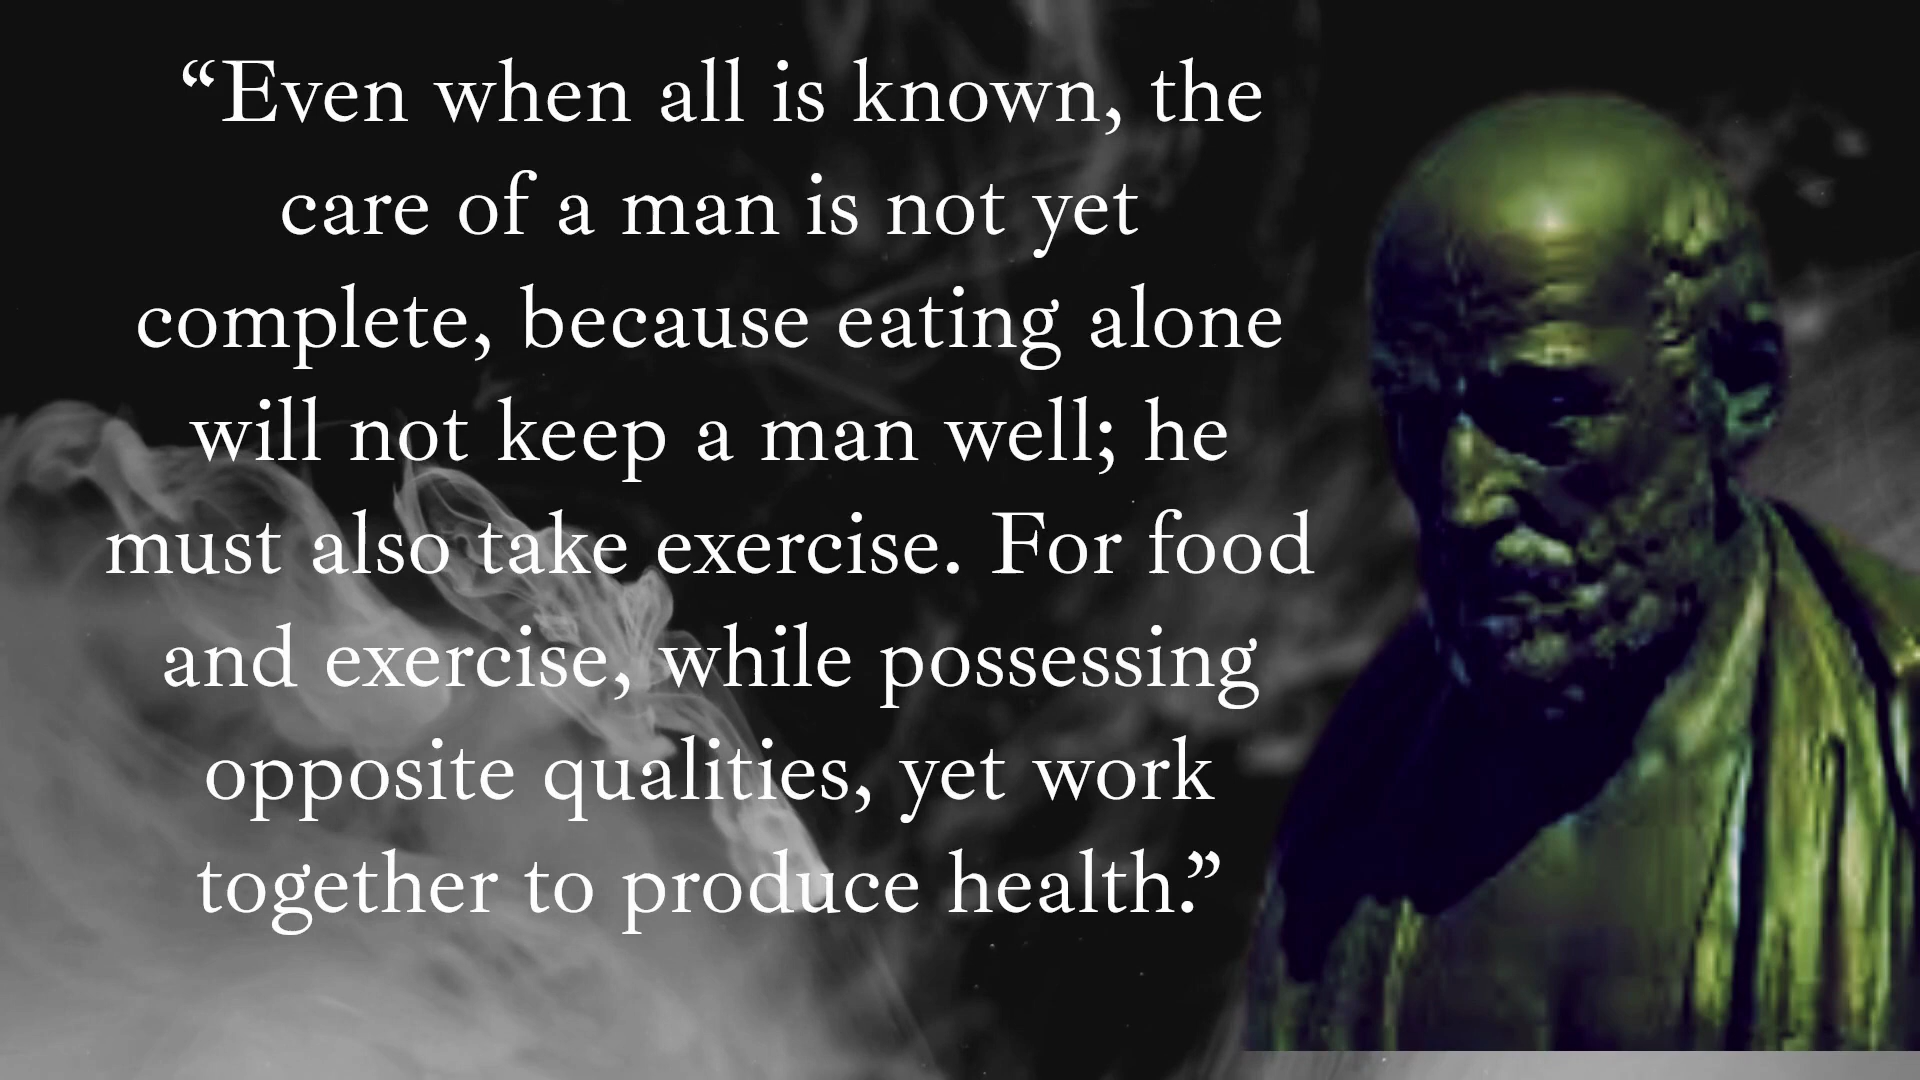 “Even when all is known, the
care of a man is not yet
complete, because eating alone
will not keep a man well; he
must also take exercise. For food
and exercise, while possessing
opposite qualities, yet work
together to produce health.”